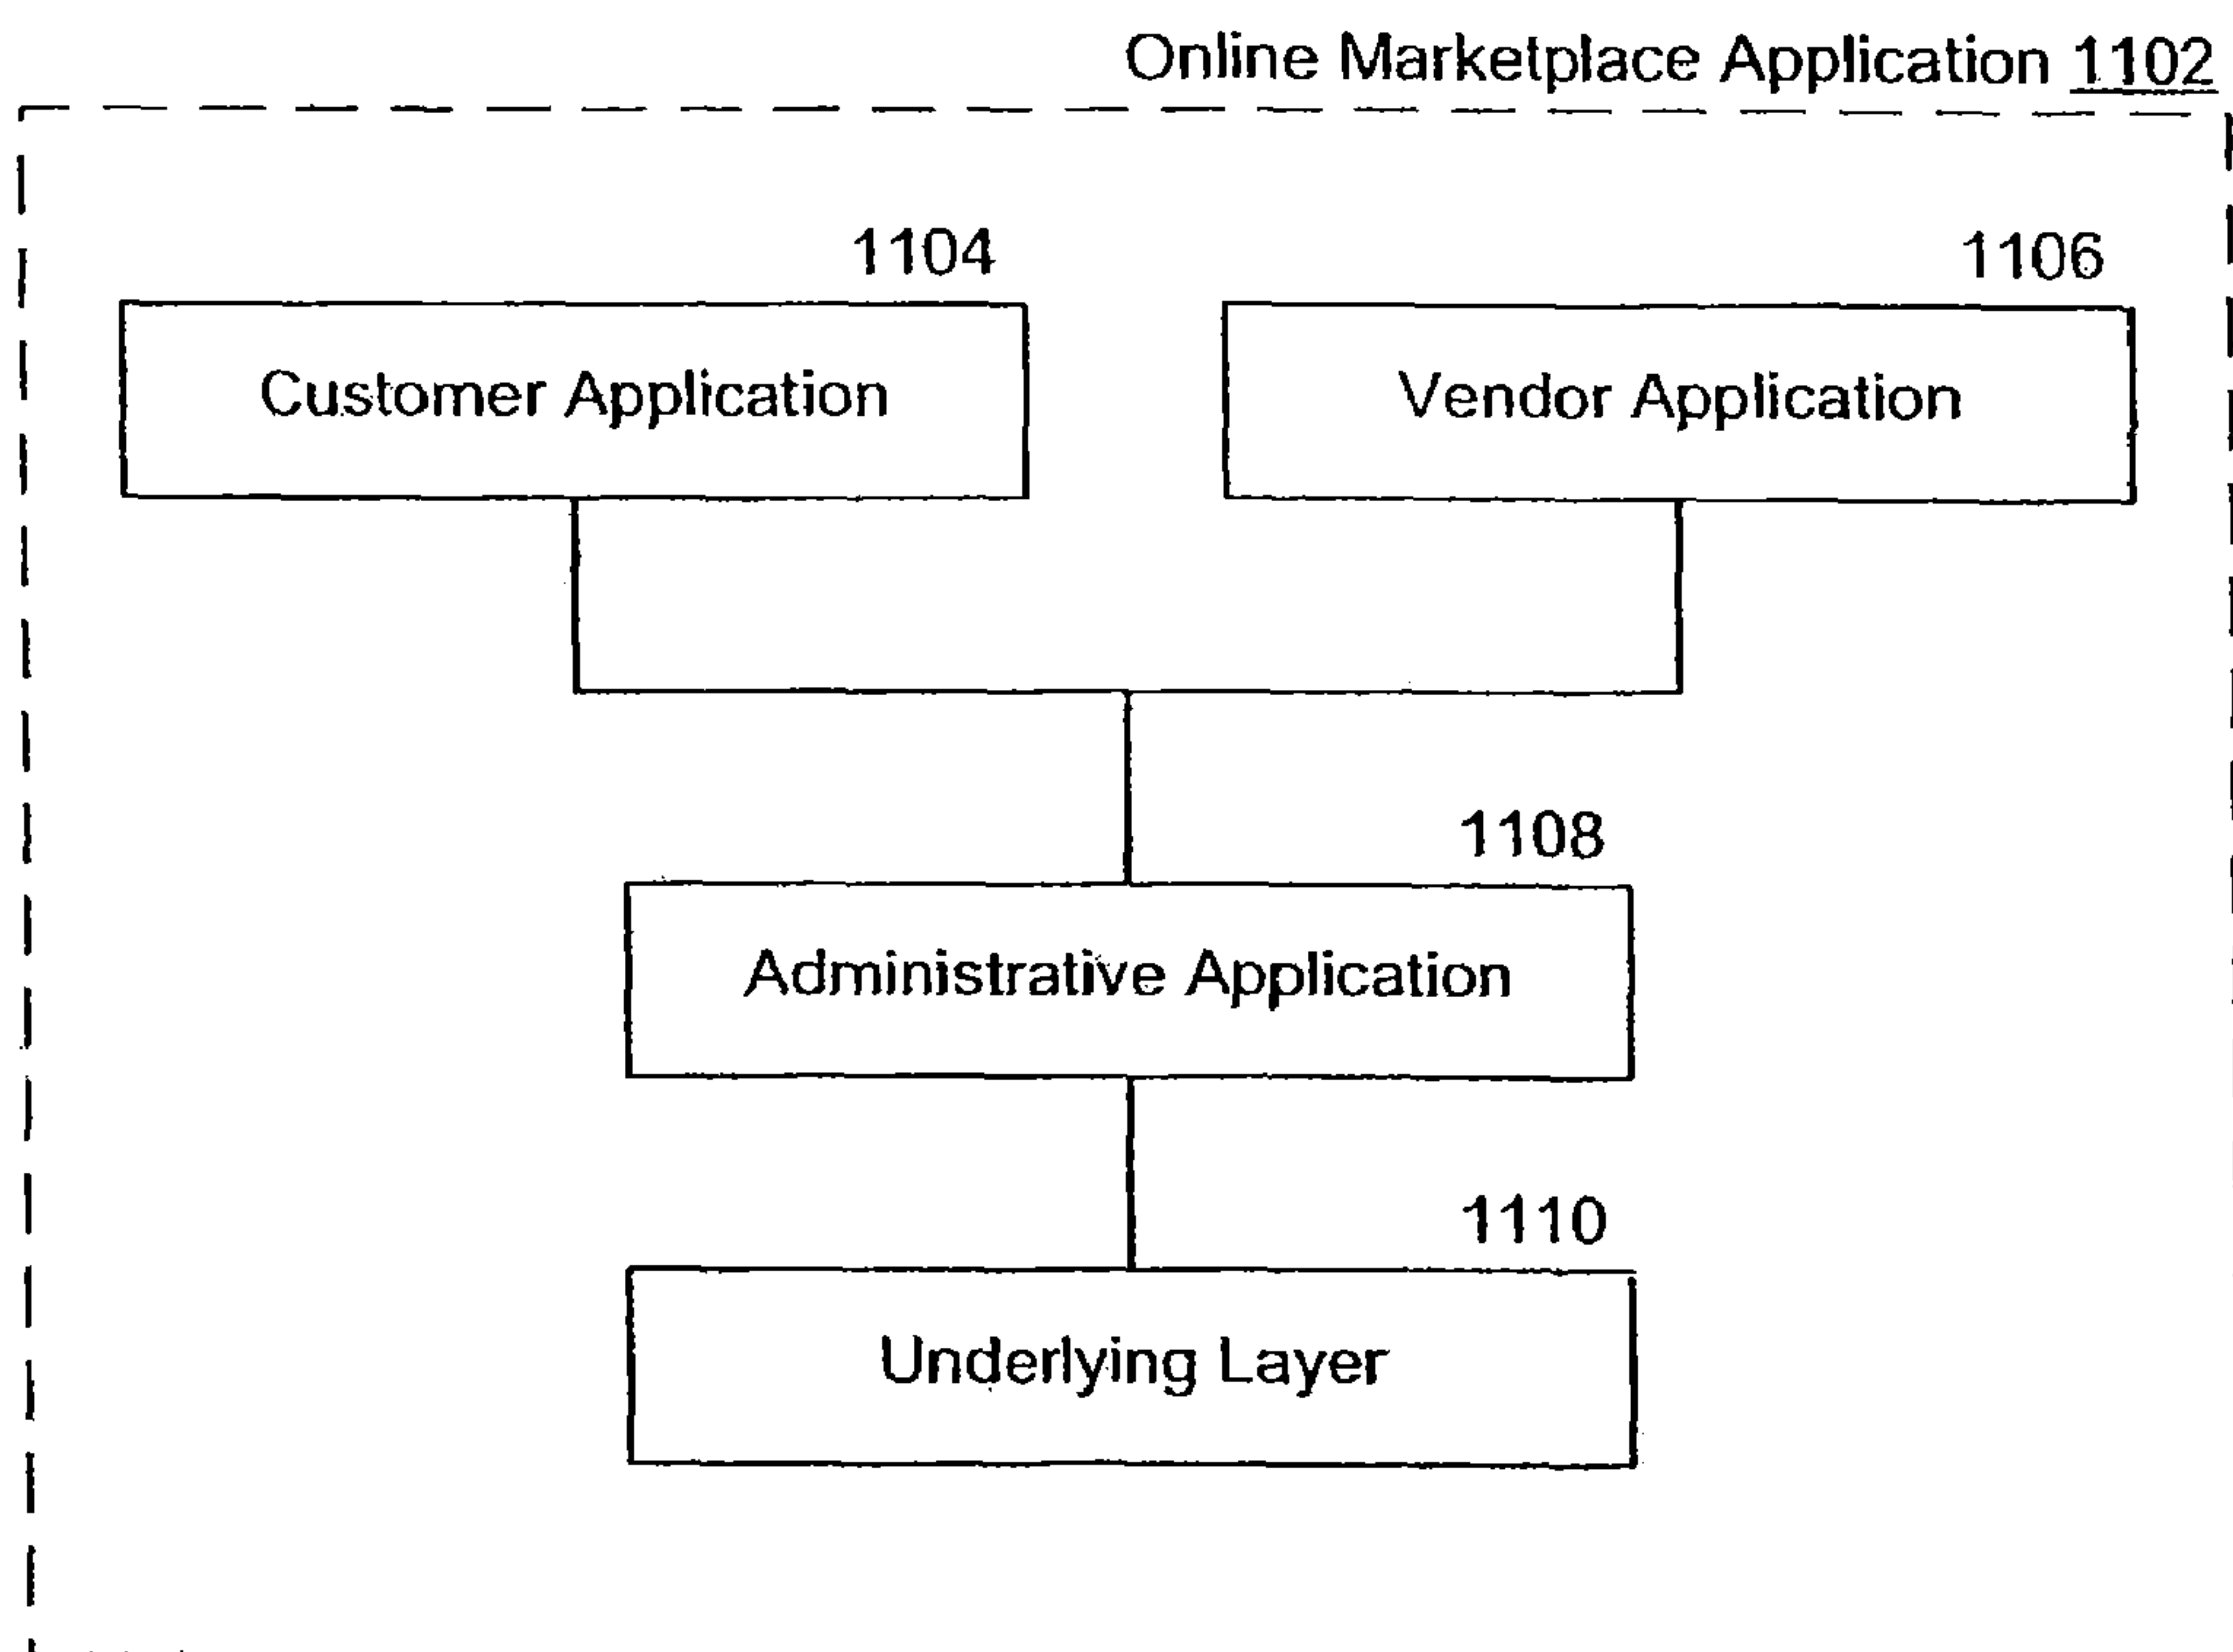 Online Marketplace Application 1102
1104
1106
Customer Application
Vendor Application
1108
Administrative Application
1110
Underlying Layer